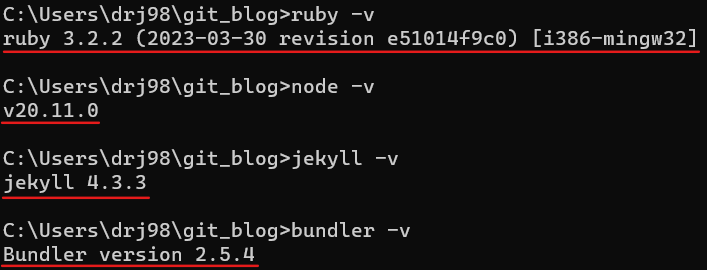 C:\Users\drj98\git_blog>ruby -v
ruby 3.2.2 (2023-03-30 revision e51014f9c0) [i386-mingw32]
C:\Users\drj98\git_blog>node -v
v20.11.0
C:\Users\drj98\git_blog>jekyll -v
jekyll 4.3.3
C:\Users\drj98\git_blog>bundler -v
Bundler version 2.5.4